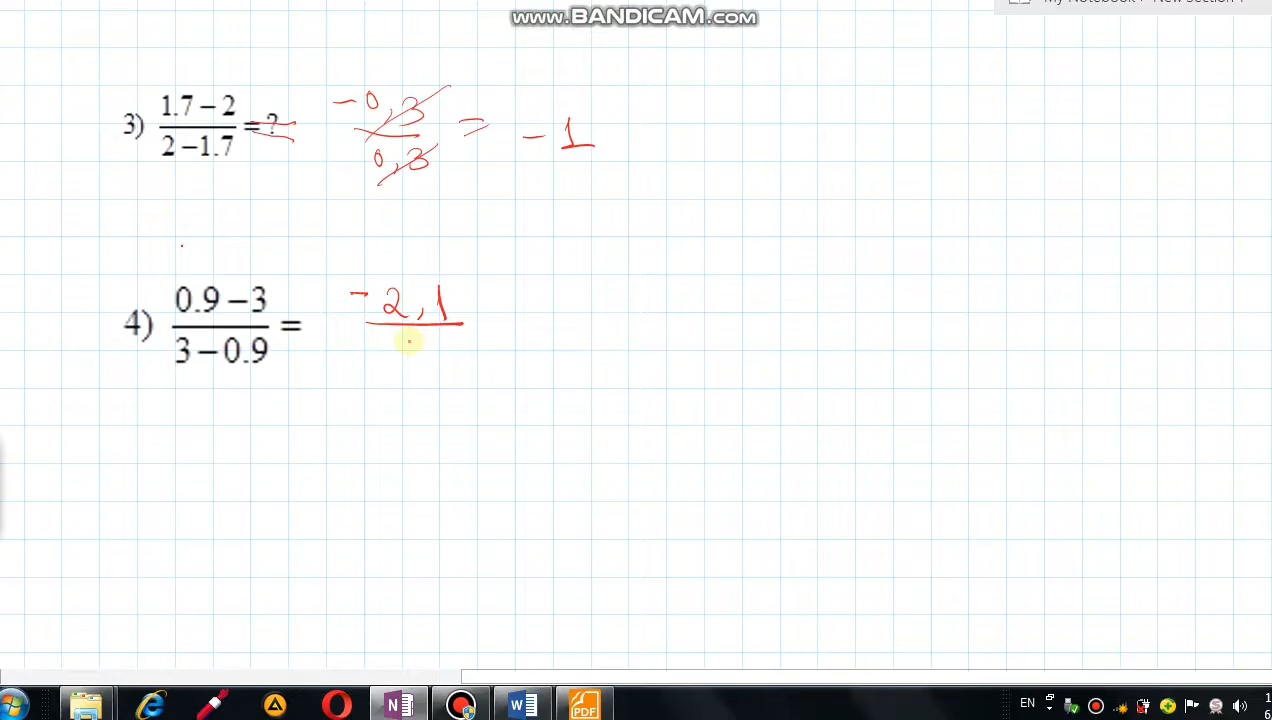 www.BANDICAM.com
3) 1.7 – 2 / 2 – 1.7 = ? -0,3 / 0,3 = -1
4) 0.9 – 3 / 3 – 0.9 = -2,1
EN